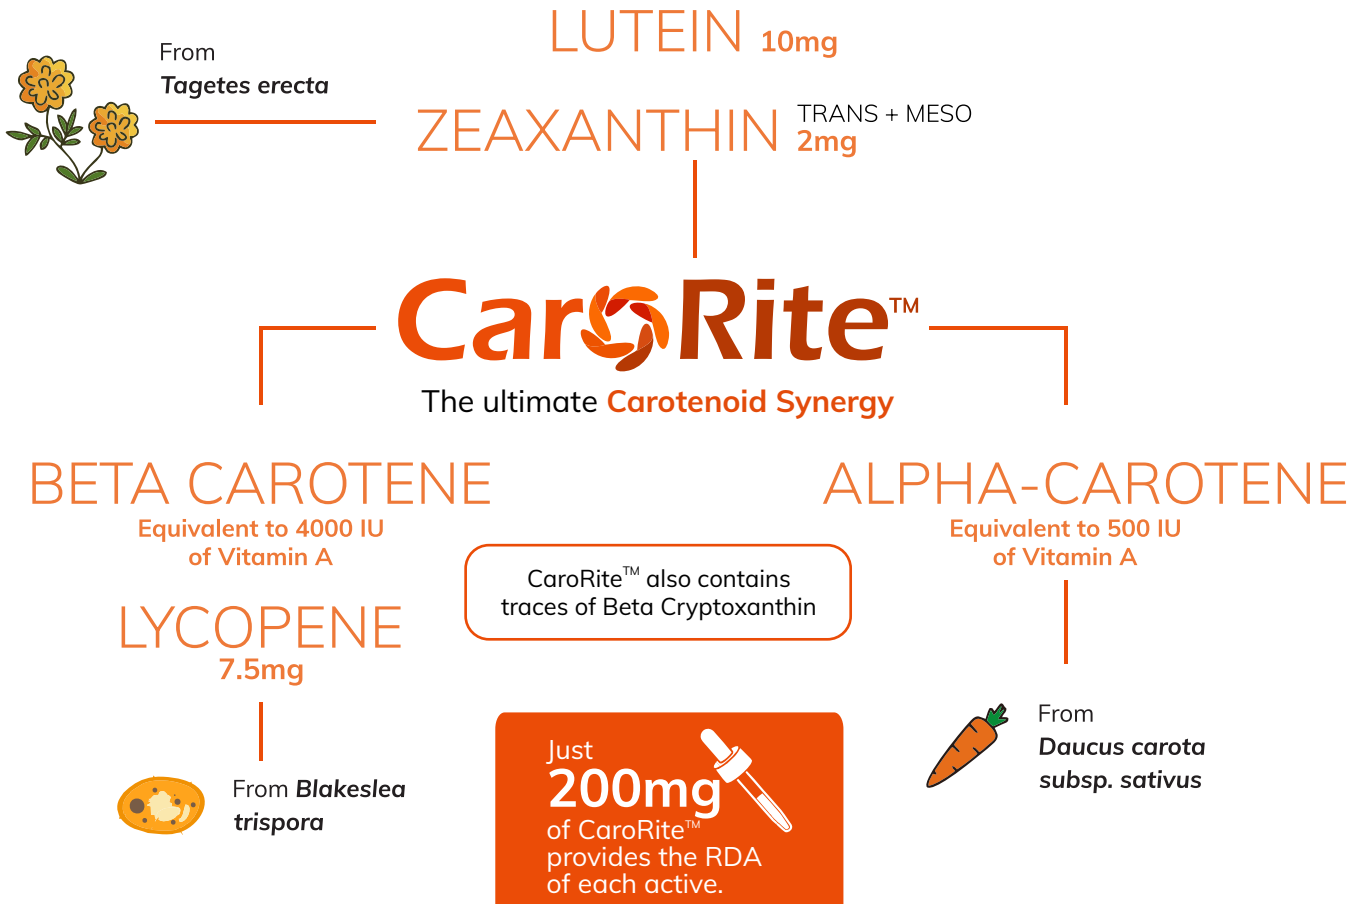 LUTEIN 10mg
From
Tagetes erecta
ZEAXANTHIN TRANS + MESO
2mg
CaroRite™
The ultimate Carotenoid Synergy
BETA CAROTENE
Equivalent to 4000 IU
of Vitamin A
ALPHA-CAROTENE
Equivalent to 500 IU
of Vitamin A
CaroRite™ also contains
traces of Beta Cryptoxanthin
LYCOPENE
7.5mg
From Blakeslea
trispora
Just
200mg
of CaroRite™
provides the RDA
of each active.
From
Daucus carota
subsp. sativus